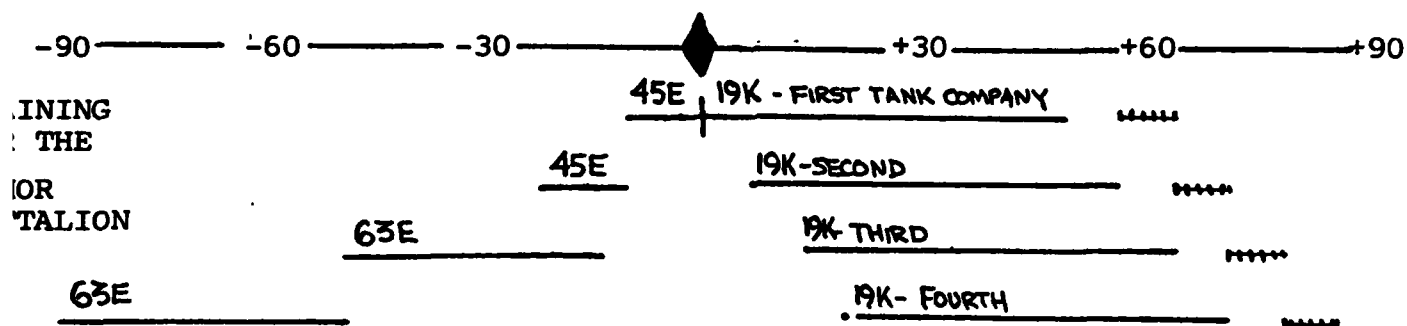 -90 -60 -30 +30 +60 +90
45E 19K - FIRST TANK COMPANY
INING
THE
45E 19K-SECOND
OR
TALION
63E 19K- THIRD
63E 19K- FOURTH